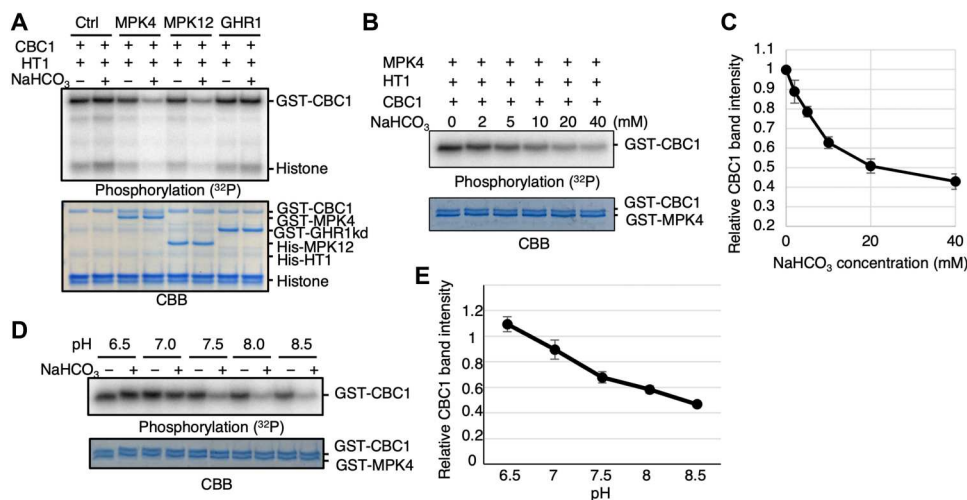 A
Ctrl MPK4 MPK12 GHR1
CBC1 + + + + + + + +
HT1 + + + + + + + +
NaHCO3 – + – + – + – +
GST-CBC1
Histone
Phosphorylation (32P)
GST-CBC1
GST-MPK4
GST-GHR1kd
His-MPK12
His-HT1
Histone
CBB
B
MPK4 + + + + + +
HT1 + + + + + +
CBC1 + + + + + +
NaHCO3 0 2 5 10 20 40 (mM)
GST-CBC1
Phosphorylation (32P)
GST-CBC1
GST-MPK4
CBB
C
Relative CBC1 band intensity
1.1
1
0.9
0.8
0.7
0.6
0.5
0.4
0.3
0.2
0 20 40
NaHCO3 concentration (mM)
D
pH 6.5 7.0 7.5 8.0 8.5
NaHCO3 – + – + – + – + – +
GST-CBC1
Phosphorylation (32P)
GST-CBC1
GST-MPK4
CBB
E
Relative CBC1 band intensity
1.2
1
0.8
0.6
0.4
0.2
0
6.5 7 7.5 8 8.5
pH